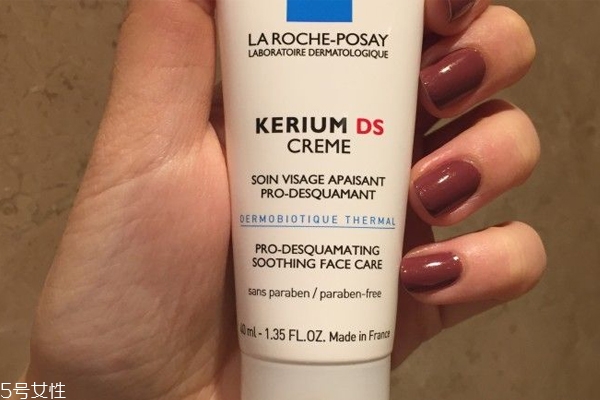 LA ROCHE-POSAY
LABORATOIRE DERMATOLOGIQUE
KERIUM DS
CREME
SOIN VISAGE APAISANT
PRO-DESQUAMANT
DERMOBIOTIQUE THERMAL
PRO-DESQUAMATING
SOOTHING FACE CARE
sans paraben / paraben-free
40 ml - 1.35 FL.OZ. Made in France
5号女性